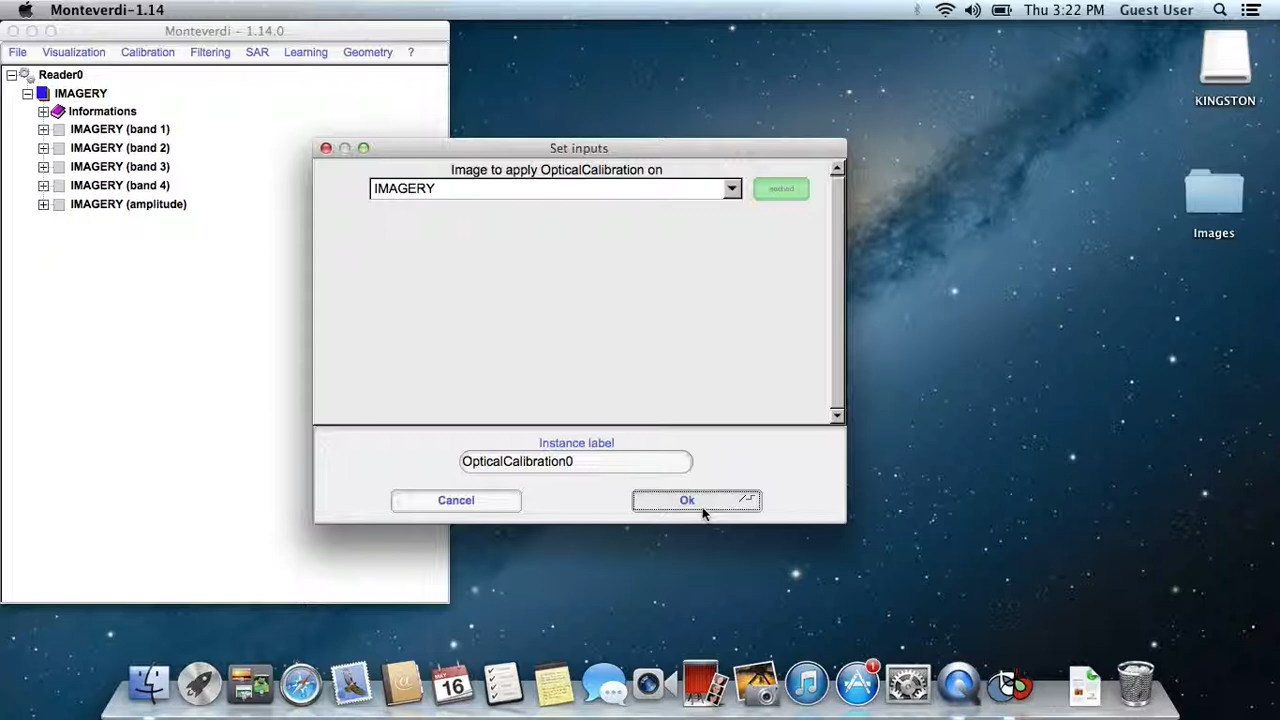 Monteverdi-1.14
Thu 3:22 PM Guest User
Monteverdi - 1.14.0
File Visualization Calibration Filtering SAR Learning Geometry ?
Reader0
IMAGERY
Informations
IMAGERY (band 1)
IMAGERY (band 2)
IMAGERY (band 3)
IMAGERY (band 4)
IMAGERY (amplitude)
Set inputs
Image to apply OpticalCalibration on
IMAGERY
Instance label
OpticalCalibration0
Cancel
Ok
KINGSTON
Images
MAY
16
1